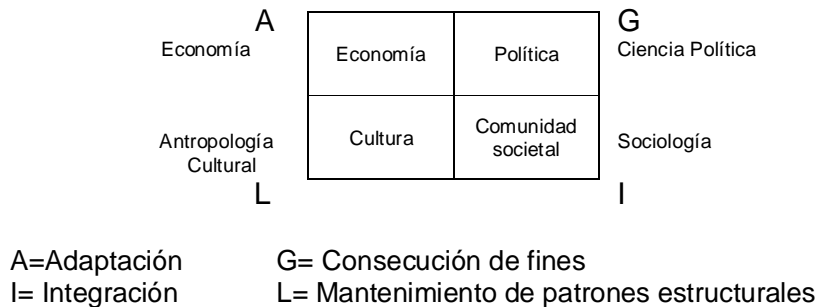 A
G
Economía
Economía
Política
Ciencia Política
Antropología
Cultural
Cultura
Comunidad
societal
Sociología
L
I
A=Adaptación G= Consecución de fines
I= Integración L= Mantenimiento de patrones estructurales